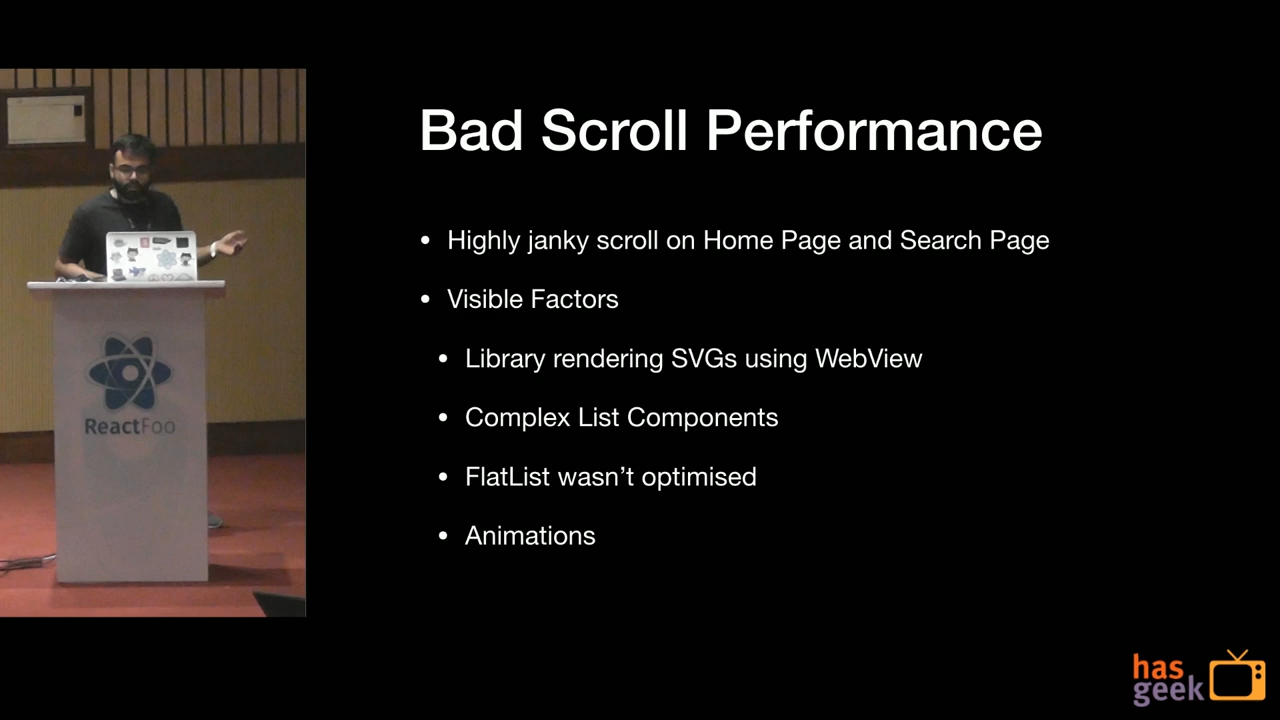 Bad Scroll Performance
• Highly janky scroll on Home Page and Search Page
• Visible Factors
• Library rendering SVGs using WebView
• Complex List Components
• FlatList wasn’t optimised
• Animations
ReactFoo
has
geek